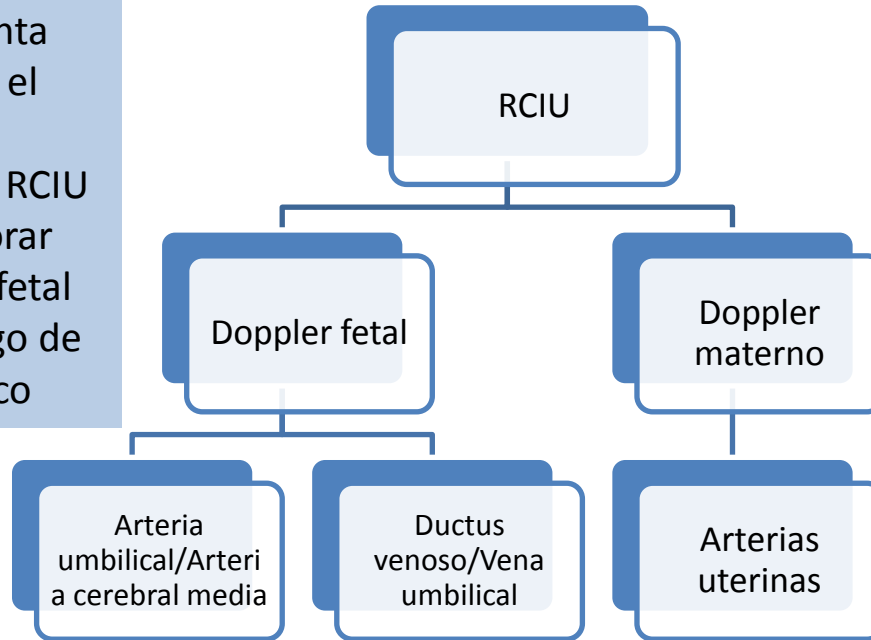 nta
el
RCIU
orar
fetal
go de
co
RCIU
Doppler fetal
Doppler
materno
Arteria
umbilical/Arteri
a cerebral media
Ductus
venoso/Vena
umbilical
Arterias
uterinas